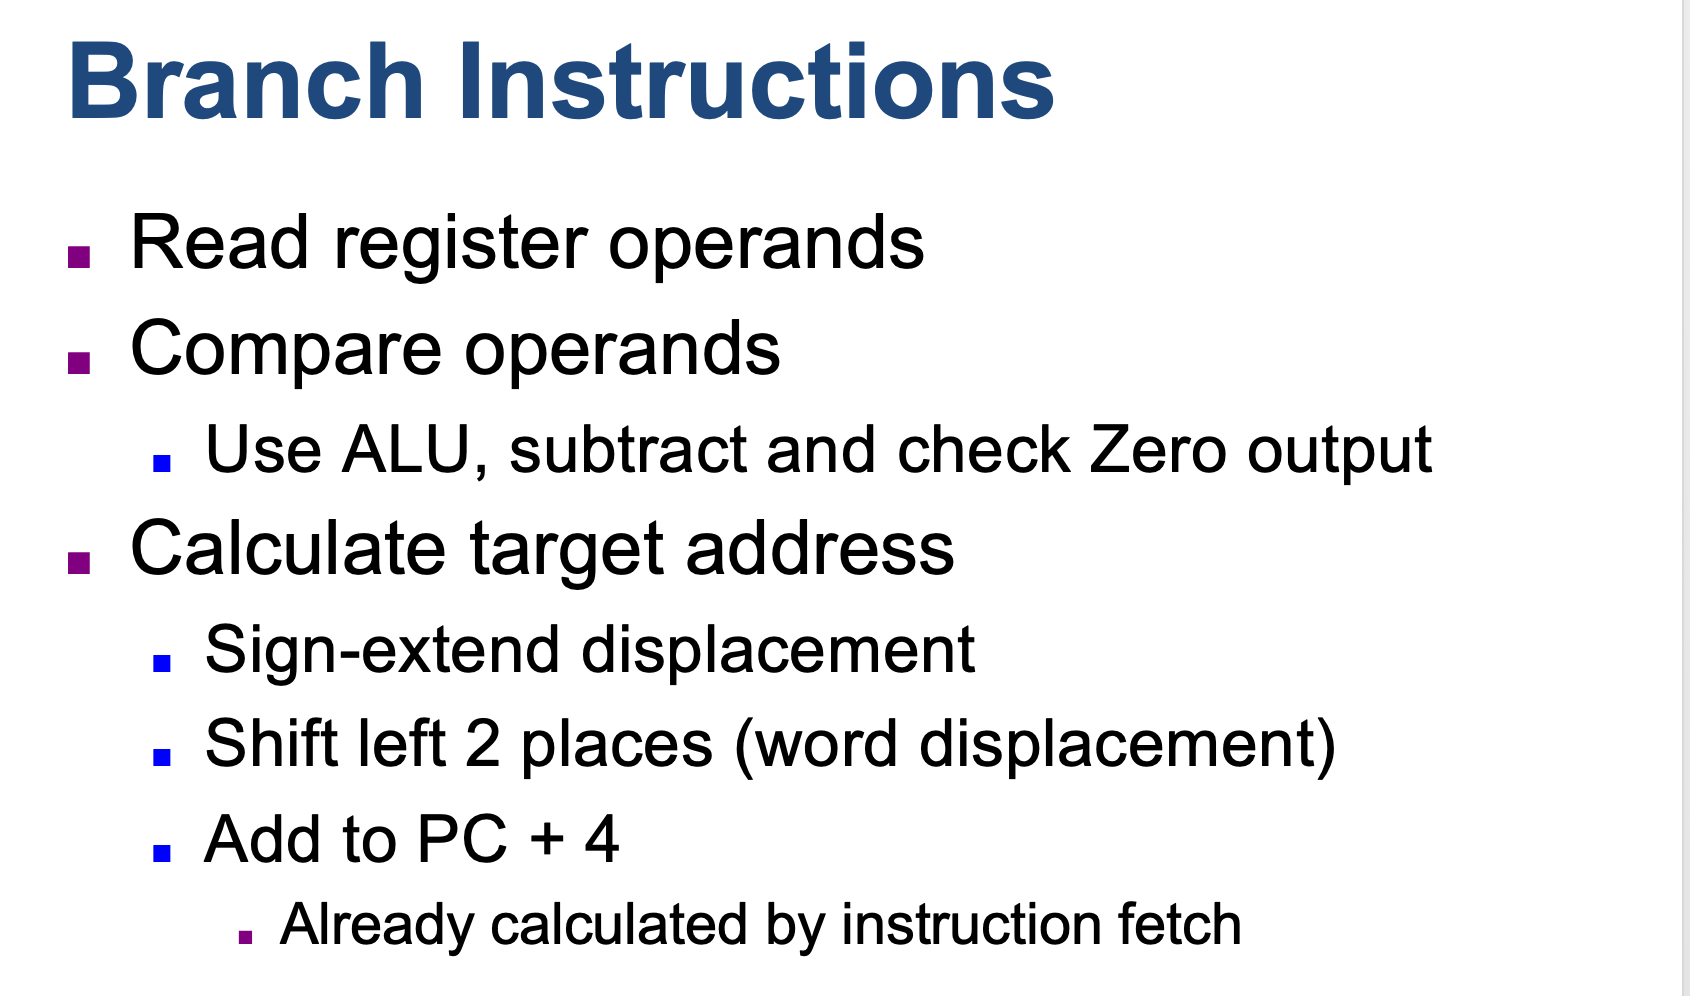 Branch Instructions
Read register operands
Compare operands
Use ALU, subtract and check Zero output
Calculate target address
Sign-extend displacement
Shift left 2 places (word displacement)
Add to PC + 4
Already calculated by instruction fetch